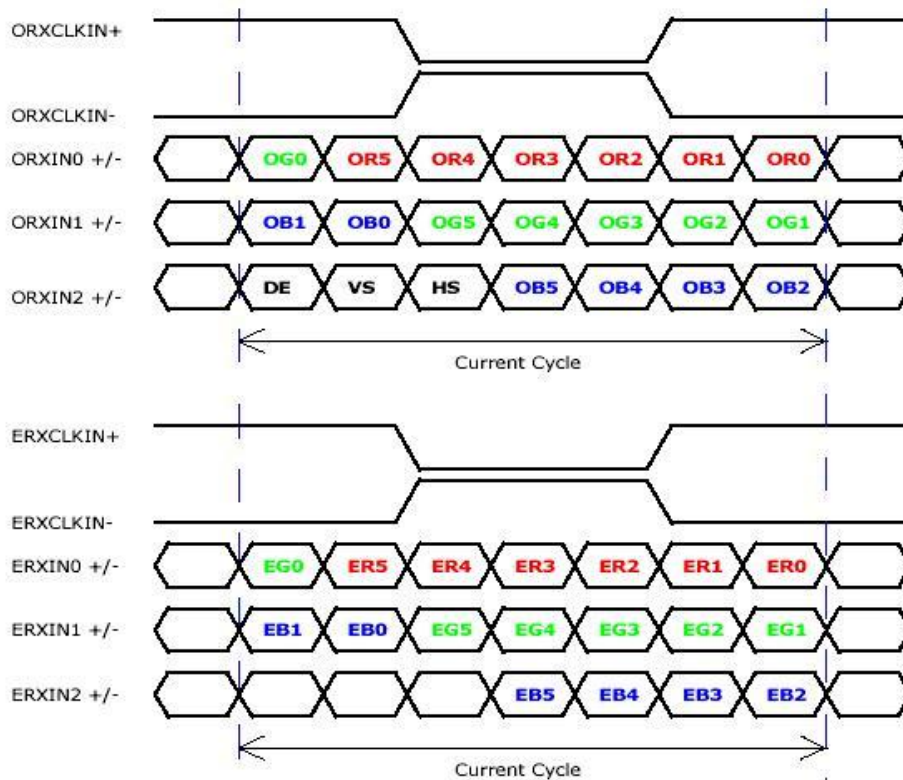 ORXCLKIN+
ORXCLKIN-
ORXIN0 +/- OG0 OR5 OR4 OR3 OR2 OR1 OR0
ORXIN1 +/- OB1 OB0 OG5 OG4 OG3 OG2 OG1
ORXIN2 +/- DE VS HS OB5 OB4 OB3 OB2
Current Cycle
ERXCLKIN+
ERXCLKIN-
ERXIN0 +/- EG0 ER5 ER4 ER3 ER2 ER1 ER0
ERXIN1 +/- EB1 EB0 EG5 EG4 EG3 EG2 EG1
ERXIN2 +/- EB5 EB4 EB3 EB2
Current Cycle